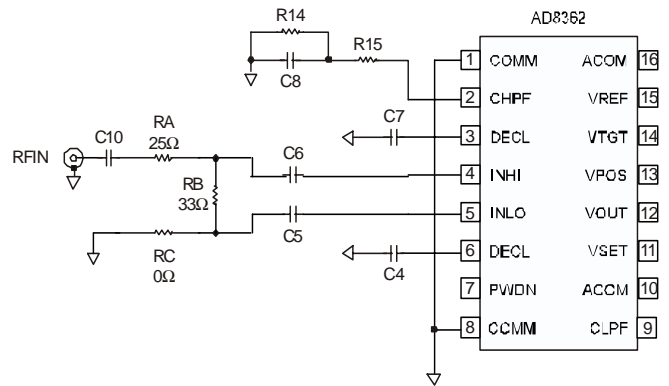 AD8362
R14
R15
C8
C7
C10
RA
25Ω
RFIN
RB
33Ω
C6
C5
RC
0Ω
C4
1 COMM ACOM 16
2 CHPF VREF 15
3 DECL VTGT 14
4 INHI VPOS 13
5 INLO VOUT 12
6 DECL VSET 11
7 PWDN ACOM 10
8 COMM CLPF 9